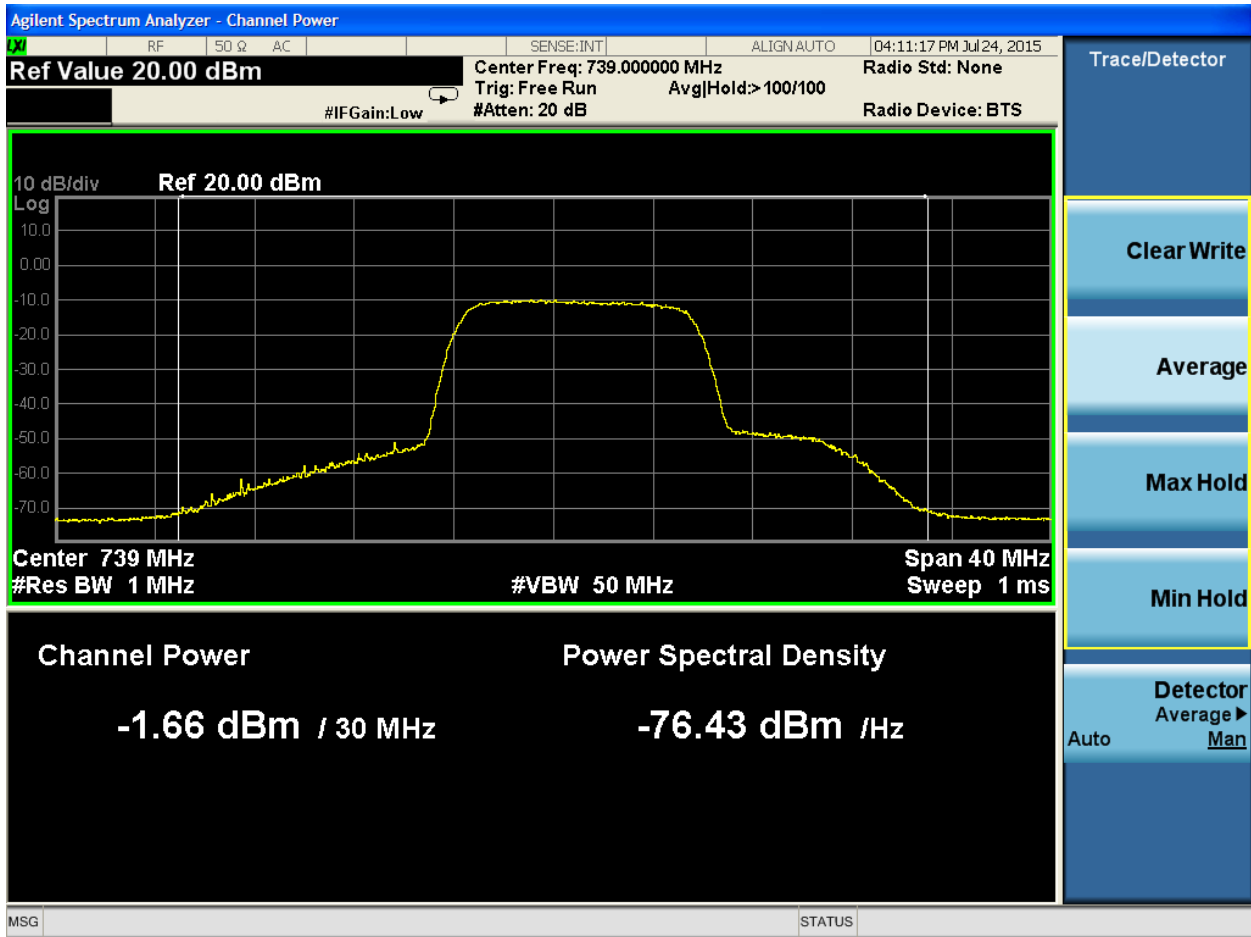 Agilent Spectrum Analyzer - Channel Power
LXI RF 50 Ω AC SENSE:INT ALIGN AUTO 04:11:17 PM Jul 24, 2015
Ref Value 20.00 dBm
Center Freq: 739.000000 MHz
Radio Std: None
Trig: Free Run Avg|Hold:> 100/100
#IFGain:Low
#Atten: 20 dB
Radio Device: BTS
Trace/Detector
10 dB/div Ref 20.00 dBm
Log
10.0
0.00
-10.0
-20.0
-30.0
-40.0
-50.0
-60.0
-70.0
Center 739 MHz Span 40 MHz
#Res BW 1 MHz #VBW 50 MHz Sweep 1 ms
Channel Power Power Spectral Density
-1.66 dBm / 30 MHz -76.43 dBm /Hz
Clear Write
Average
Max Hold
Min Hold
Detector
Average▶
Auto Man
MSG STATUS